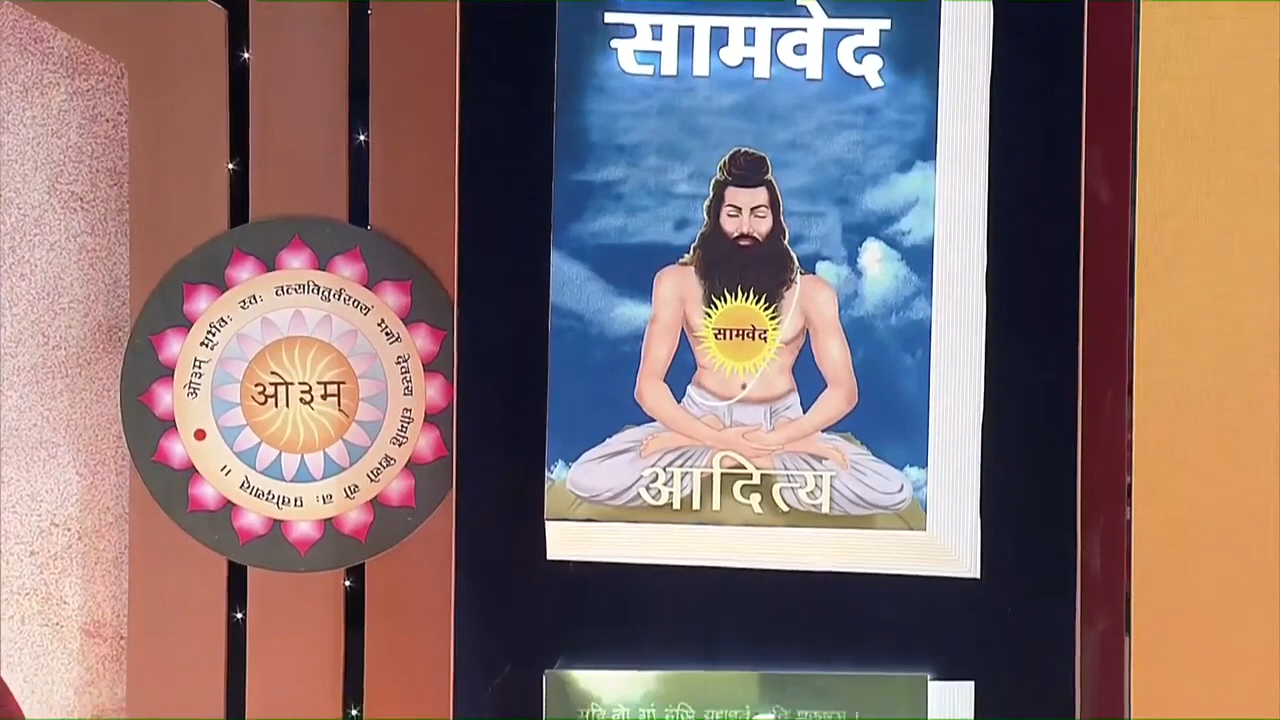 सामवेद
सामवेद
आदित्य
ओ३म् भूर्भुवः स्वः तत्सवितुर्वरेण्यं भर्गो देवस्य धीमहि धियो यो नः प्रचोदयात् ॥
ओ३म्